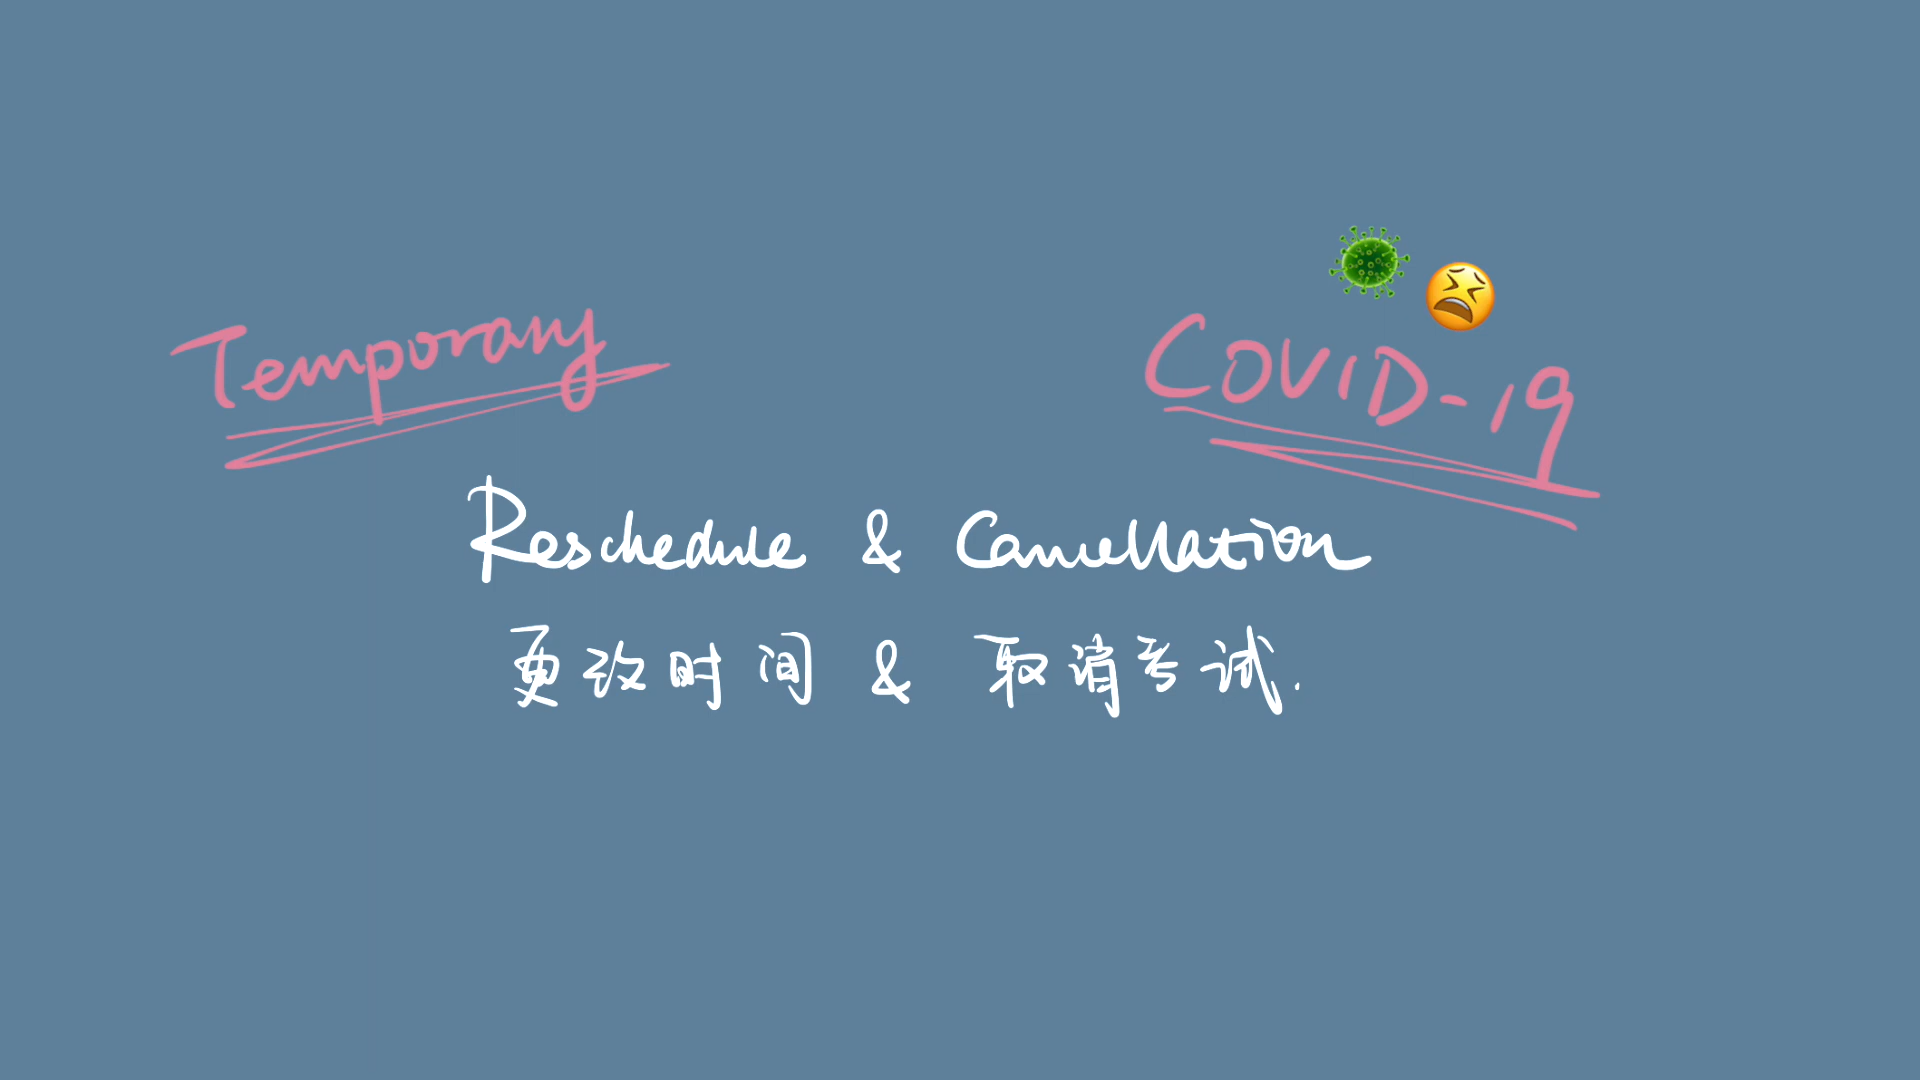 Temporary
COVID-19
Reschedule & Cancellation
更改时间 & 取消考试.